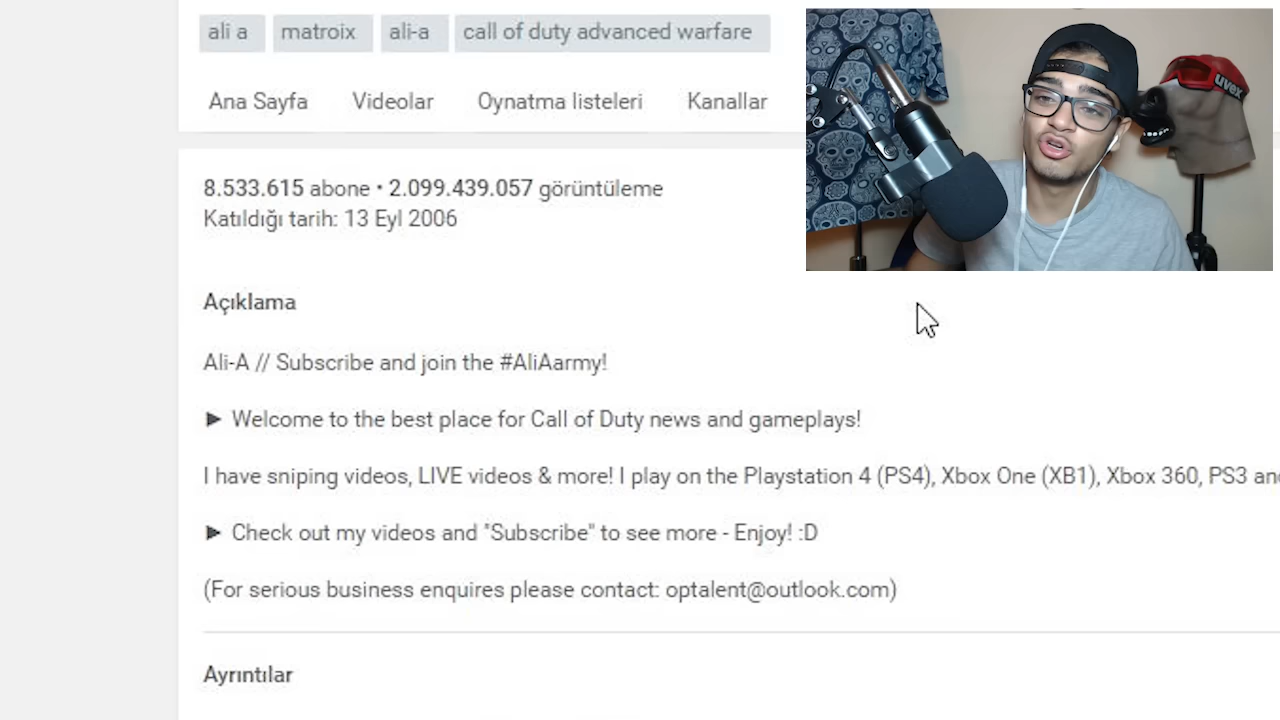 ali a matroix ali-a call of duty advanced warfare
Ana Sayfa Videolar Oynatma listeleri Kanallar
uvex
8.533.615 abone • 2.099.439.057 görüntüleme
Katıldığı tarih: 13 Eyl 2006
Açıklama
Ali-A // Subscribe and join the #AliAarmy!
► Welcome to the best place for Call of Duty news and gameplays!
I have sniping videos, LIVE videos & more! I play on the Playstation 4 (PS4), Xbox One (XB1), Xbox 360, PS3
► Check out my videos and "Subscribe" to see more - Enjoy! :D
(For serious business enquires please contact: optalent@outlook.com)
Ayrıntılar